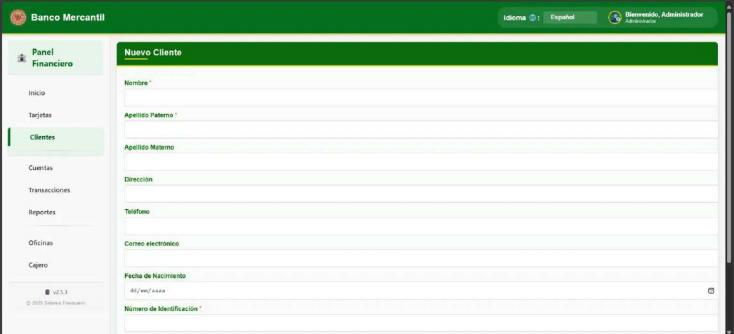 Banco Mercantil
Idioma 🌐 : Español
Bienvenido, Administrador
Administrador
Panel Financiero
Inicio
Tarjetas
Clientes
Cuentas
Transacciones
Reportes
Oficinas
Cajero
v2.5.1
© 2025 Sistema Financiero
Nuevo Cliente
Nombre *
Apellido Paterno *
Apellido Materno
Dirección
Teléfono
Correo electrónico
Fecha de Nacimiento
dd/mm/aaaa
Número de Identificación *